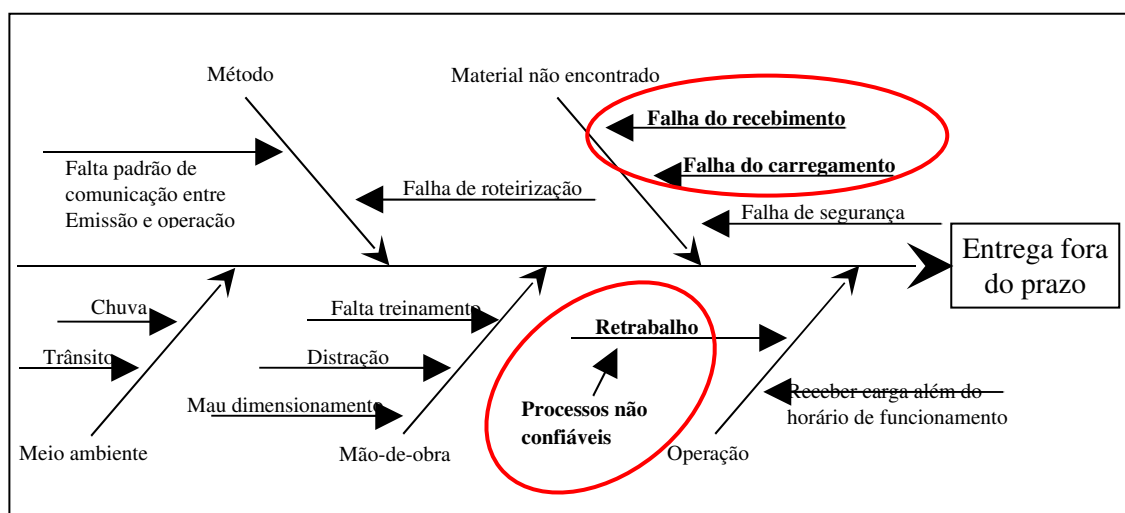 Método
Material não encontrado
Falha do recebimento
Falha do carregamento
Falta padrão de
comunicação entre
Emissão e operação
Falha de roteirização
Falha de segurança
Entrega fora
do prazo
Chuva
Trânsito
Meio ambiente
Falta treinamento
Distração
Mau dimensionamento
Mão-de-obra
Retrabalho
Processos não
confiáveis
Receber carga além do
horário de funcionamento
Operação